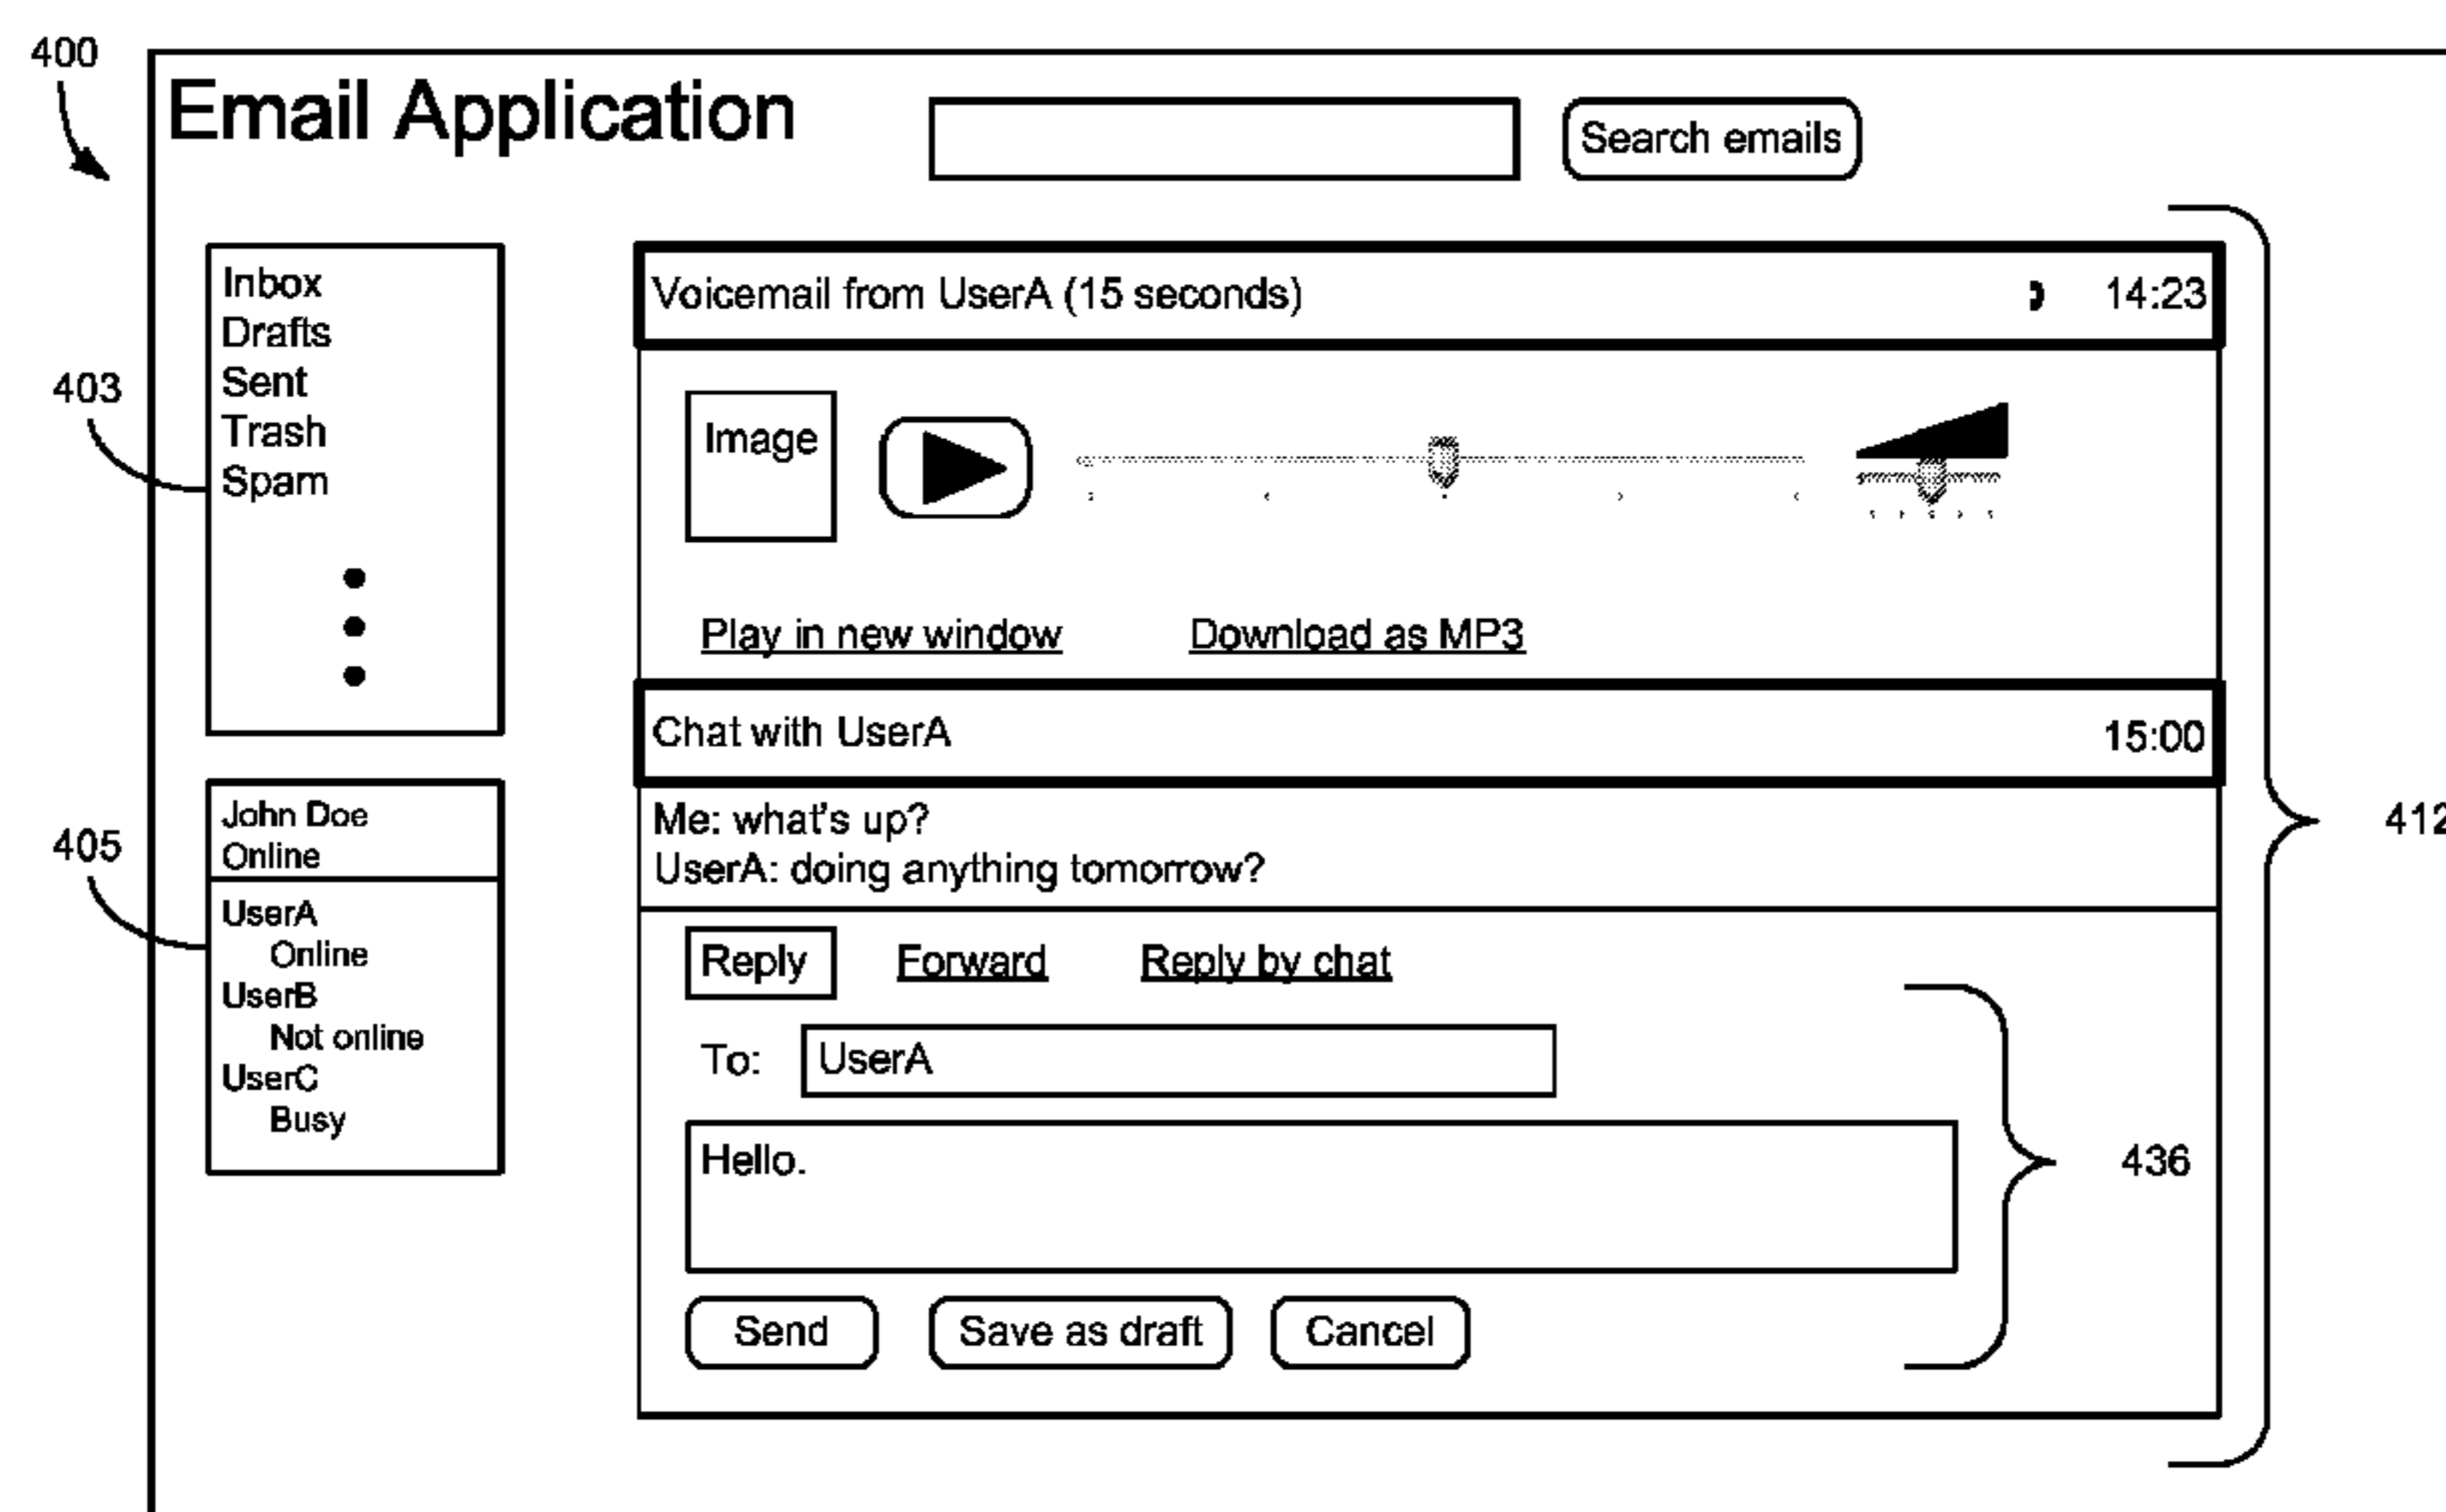 400
Email Application
Search emails
Inbox
Drafts
Sent
Trash
Spam
403
Voicemail from UserA (15 seconds) 14:23
Image
Play in new window Download as MP3
Chat with UserA 15:00
Me: what's up?
UserA: doing anything tomorrow?
412
John Doe
Online
405
UserA
Online
UserB
Not online
UserC
Busy
Reply Forward Reply by chat
To: UserA
Hello.
436
Send Save as draft Cancel